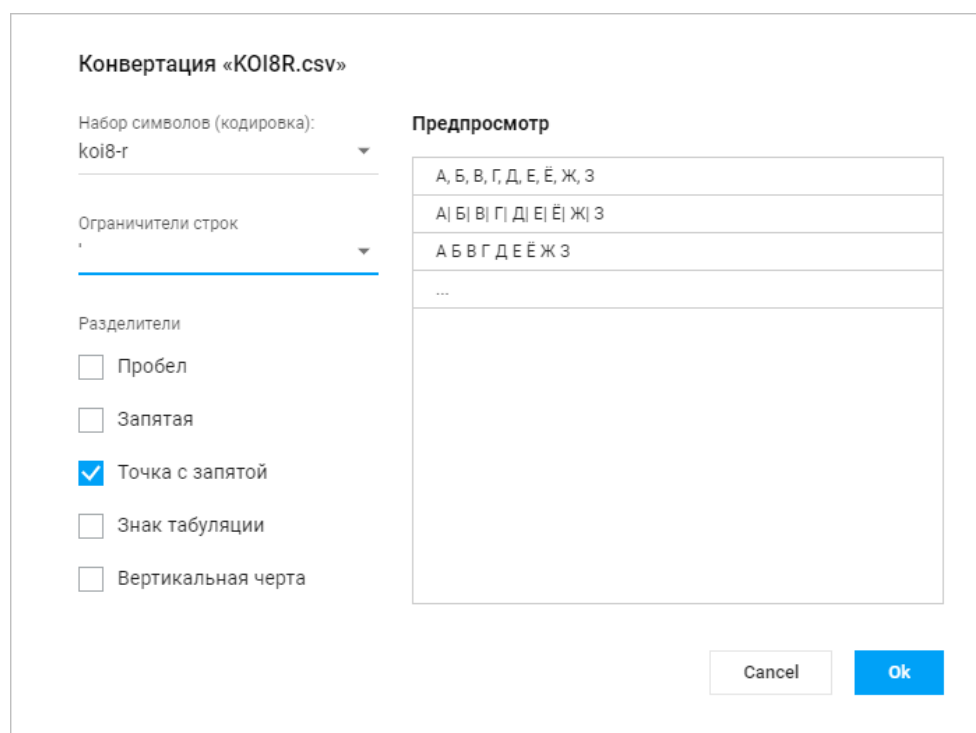 Конвертация «KOI8R.csv»
Набор символов (кодировка):
koi8-r
Ограничители строк
'
Разделители
Пробел
Запятая
Точка с запятой
Знак табуляции
Вертикальная черта
Предпросмотр
А, Б, В, Г, Д, Е, Ё, Ж, З
А| Б| В| Г| Д| Е| Ё| Ж| З
А Б В Г Д Е Ё Ж З
...
Cancel
Ok